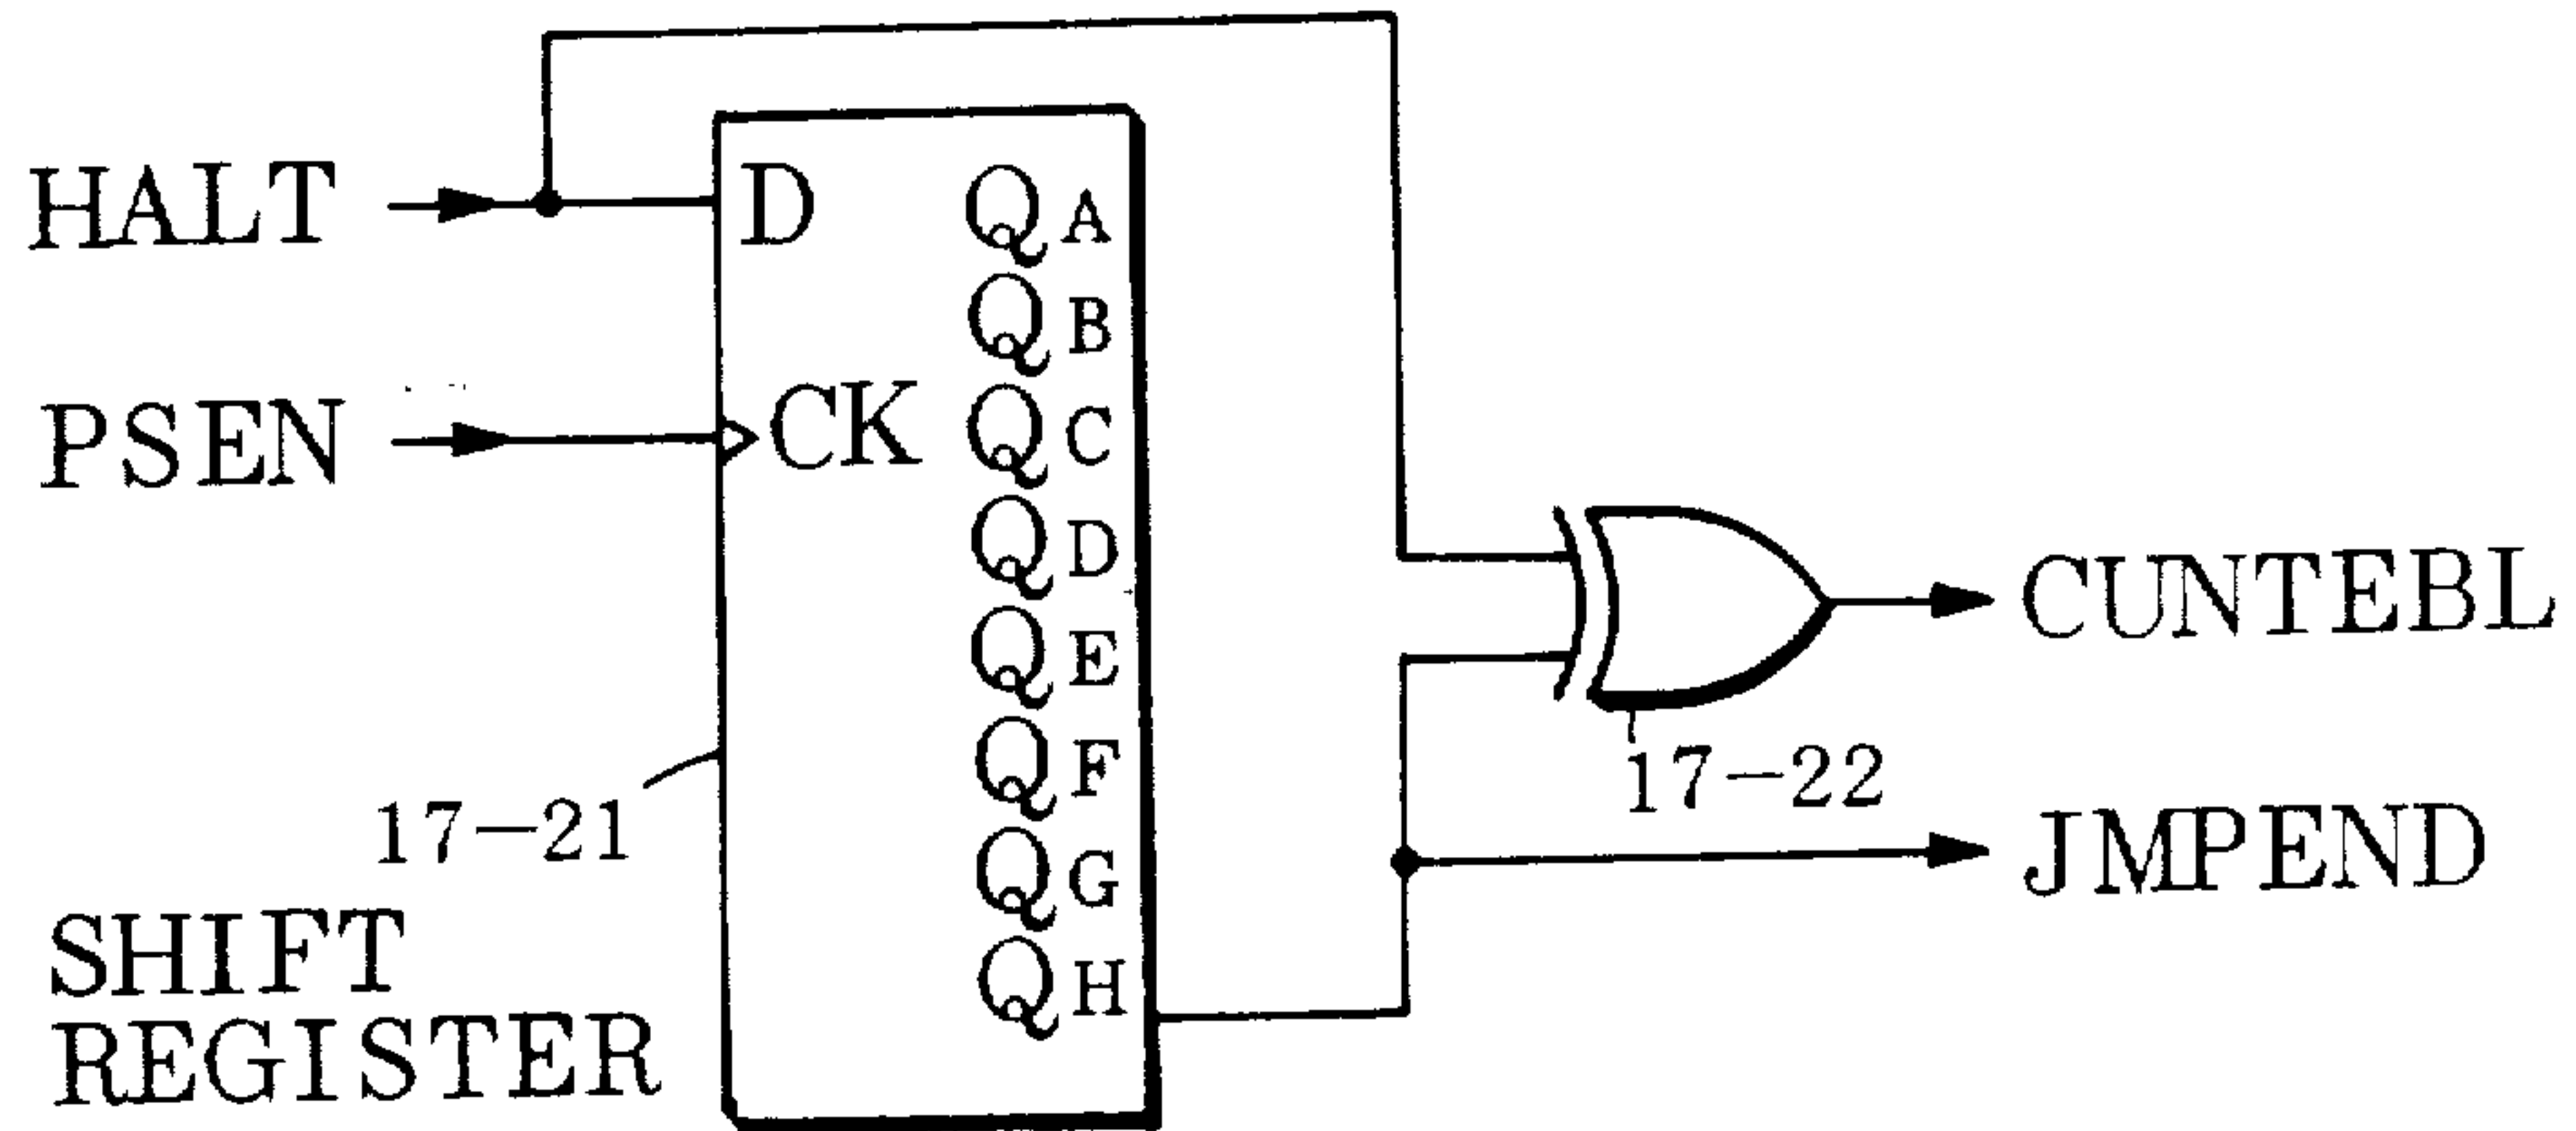 HALT
PSEN
D
CK
QA
QB
QC
QD
QE
QF
QG
QH
17-21
SHIFT
REGISTER
17-22
CUNTEBL
JMPEND